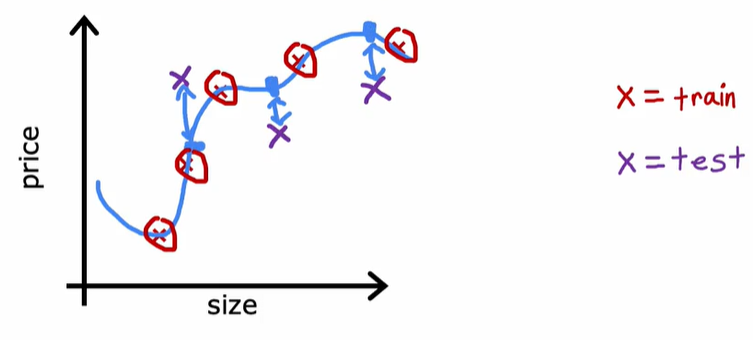 price
size
x = train
x = test